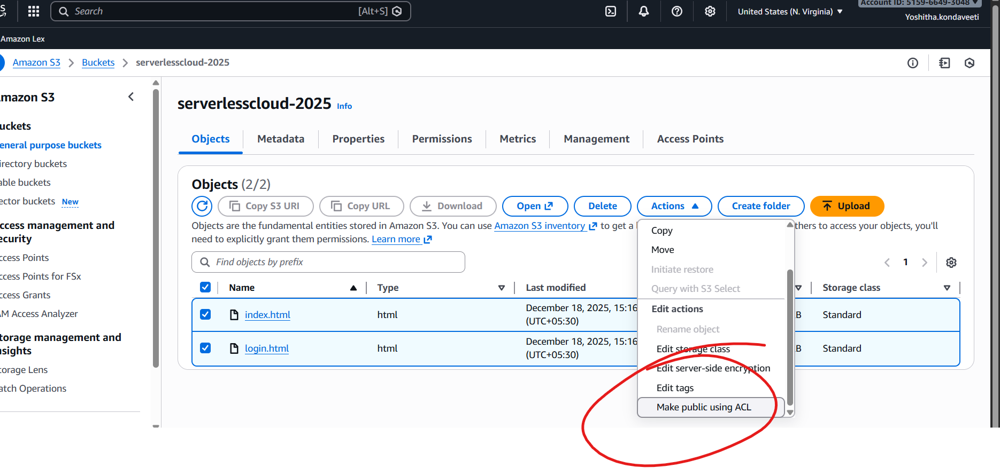 Search [Alt+S] United States (N. Virginia) Account ID: 5159-6649-3048
Yoshitha.kondaveeti
Amazon Lex
Amazon S3 Buckets serverlesscloud-2025
mazon S3
uckets
eneral purpose buckets
irectory buckets
able buckets
ector buckets New
ccess management and
ecurity
ccess Points
ccess Points for FSx
ccess Grants
AM Access Analyzer
torage management and
nsights
torage Lens
atch Operations
serverlesscloud-2025 Info
Objects Metadata Properties Permissions Metrics Management Access Points
Objects (2/2)
Copy S3 URI Copy URL Download Open Delete Actions Create folder Upload
Objects are the fundamental entities stored in Amazon S3. You can use Amazon S3 inventory to get a thers to access your objects, you'll
need to explicitly grant them permissions. Learn more
Find objects by prefix 1
Name Type Last modified Storage class
index.html html December 18, 2025, 15:16 (UTC+05:30) B Standard
login.html html December 18, 2025, 15:16 (UTC+05:30) B Standard
Copy
Move
Initiate restore
Query with S3 Select
Edit actions
Rename object
Edit storage class
Edit server-side encryption
Edit tags
Make public using ACL